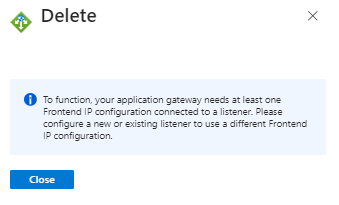 Delete
To function, your application gateway needs at least one
Frontend IP configuration connected to a listener. Please
configure a new or existing listener to use a different Frontend
IP configuration.
Close